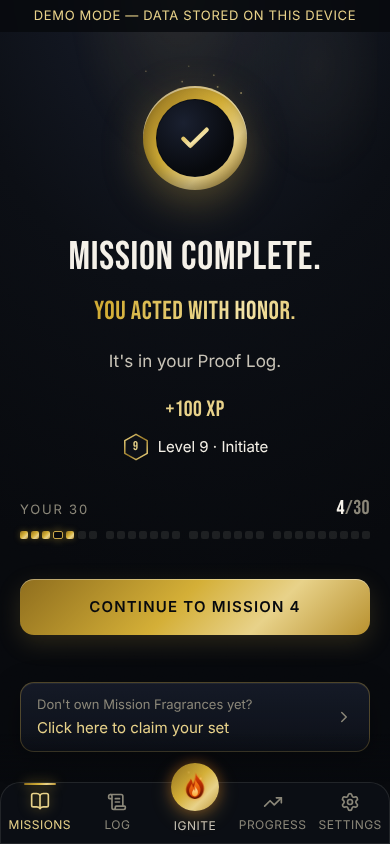 DEMO MODE — DATA STORED ON THIS DEVICE
MISSION COMPLETE.
YOU ACTED WITH HONOR.
It's in your Proof Log.
+100 XP
9 Level 9 · Initiate
YOUR 30 4/30
CONTINUE TO MISSION 4
Don't own Mission Fragrances yet?
Click here to claim your set
MISSIONS LOG IGNITE PROGRESS SETTINGS